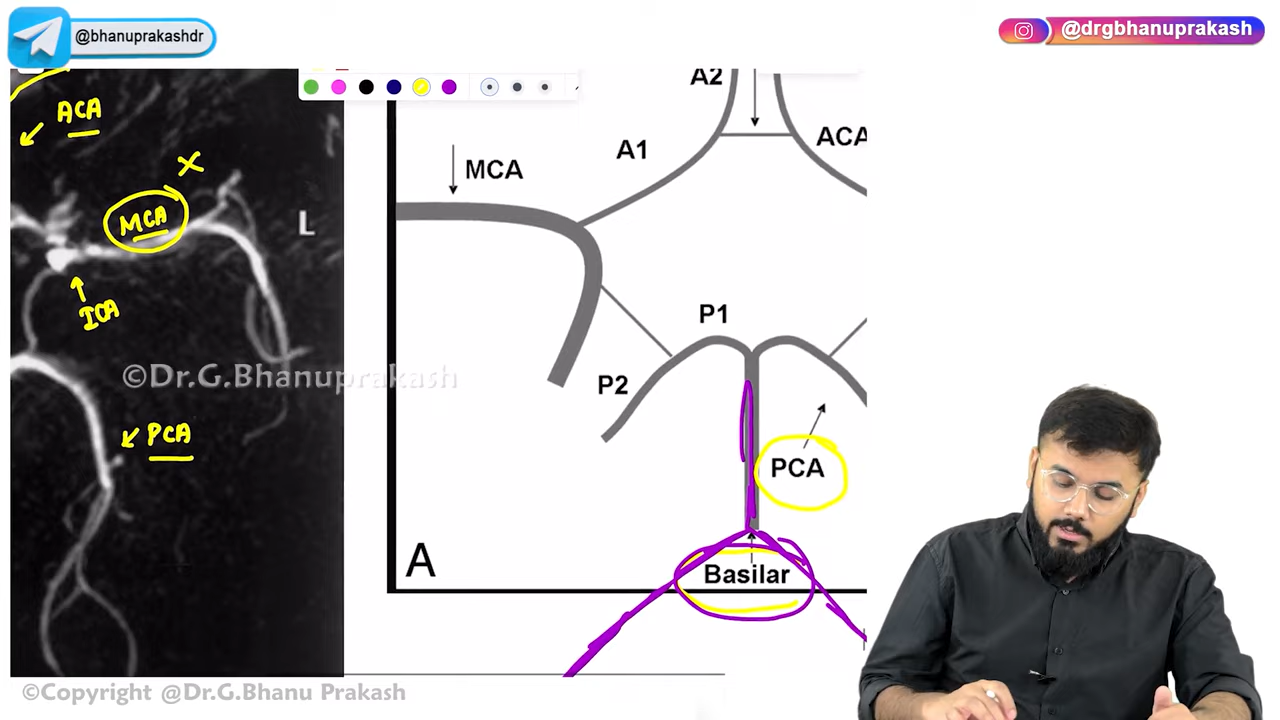 @bhanuprakashdr
@drgbhanuprakash
ACA
MCA
X
L
ICA
PCA
A2
ACA
A1
MCA
P1
P2
PCA
Basilar
A
©Dr.G.Bhanuprakash
©Copyright @Dr.G.Bhanu Prakash